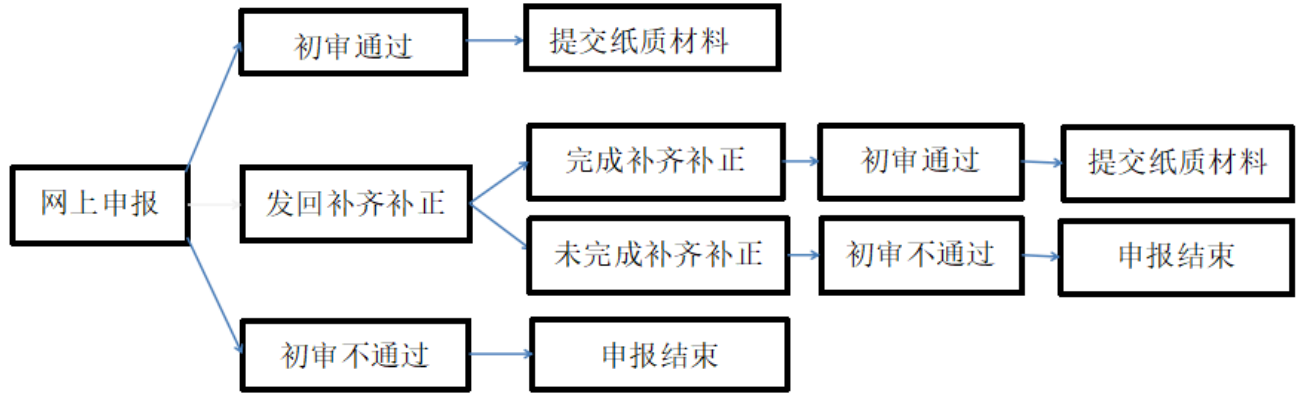 初审通过
提交纸质材料
网上申报
发回补齐补正
完成补齐补正
初审通过
提交纸质材料
未完成补齐补正
初审不通过
申报结束
初审不通过
申报结束